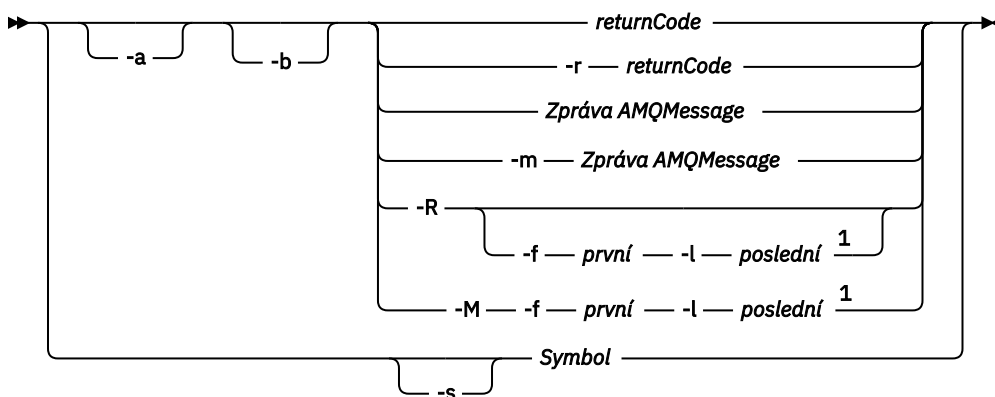 returnCode
-a -b
-r returnCode
Zpráva AMQMessage
-m Zpráva AMQMessage
-R
-f první -l poslední 1
-M -f první -l poslední 1
Symbol
-s